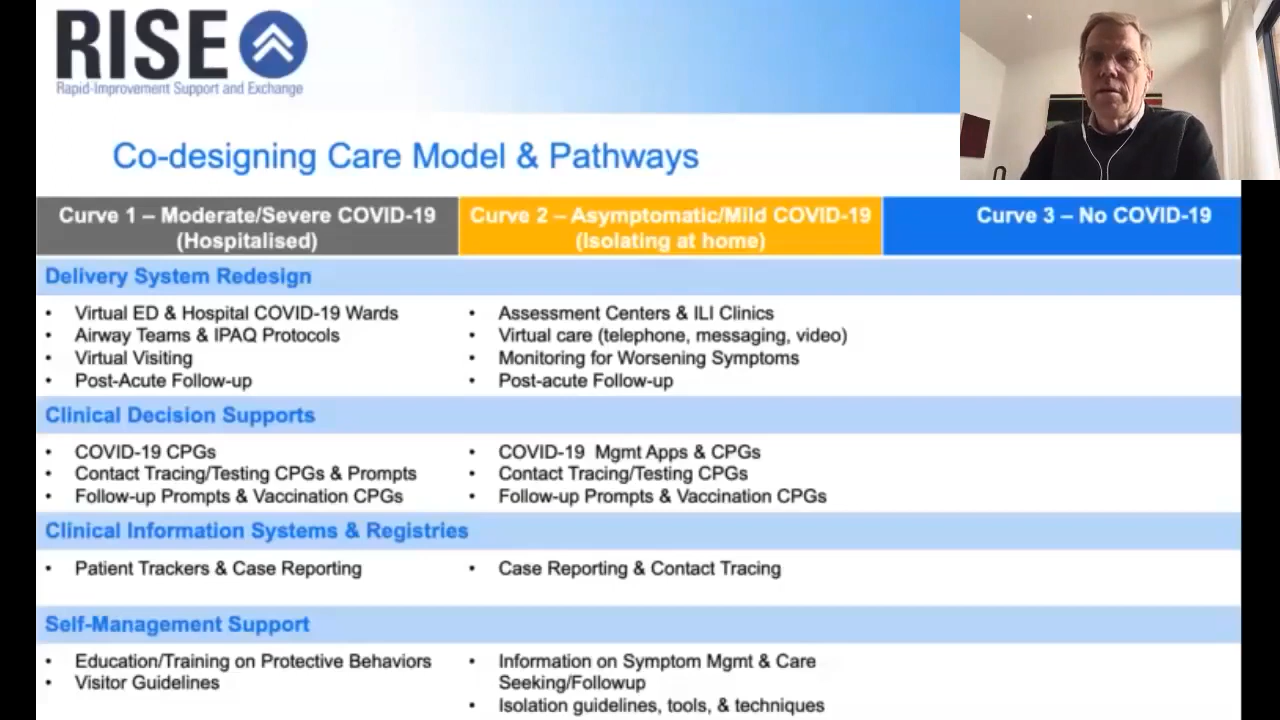 RISE
Rapid-Improvement Support and Exchange
Co-designing Care Model & Pathways
Curve 1 – Moderate/Severe COVID-19
(Hospitalised)
Curve 2 – Asymptomatic/Mild COVID-19
(Isolating at home)
Curve 3 – No COVID-19
Delivery System Redesign
• Virtual ED & Hospital COVID-19 Wards
• Airway Teams & IPAQ Protocols
• Virtual Visiting
• Post-Acute Follow-up
• Assessment Centers & ILI Clinics
• Virtual care (telephone, messaging, video)
• Monitoring for Worsening Symptoms
• Post-acute Follow-up
Clinical Decision Supports
• COVID-19 CPGs
• Contact Tracing/Testing CPGs & Prompts
• Follow-up Prompts & Vaccination CPGs
• COVID-19 Mgmt Apps & CPGs
• Contact Tracing/Testing CPGs
• Follow-up Prompts & Vaccination CPGs
Clinical Information Systems & Registries
• Patient Trackers & Case Reporting
• Case Reporting & Contact Tracing
Self-Management Support
• Education/Training on Protective Behaviors
• Visitor Guidelines
• Information on Symptom Mgmt & Care
Seeking/Followup
• Isolation guidelines, tools, & techniques